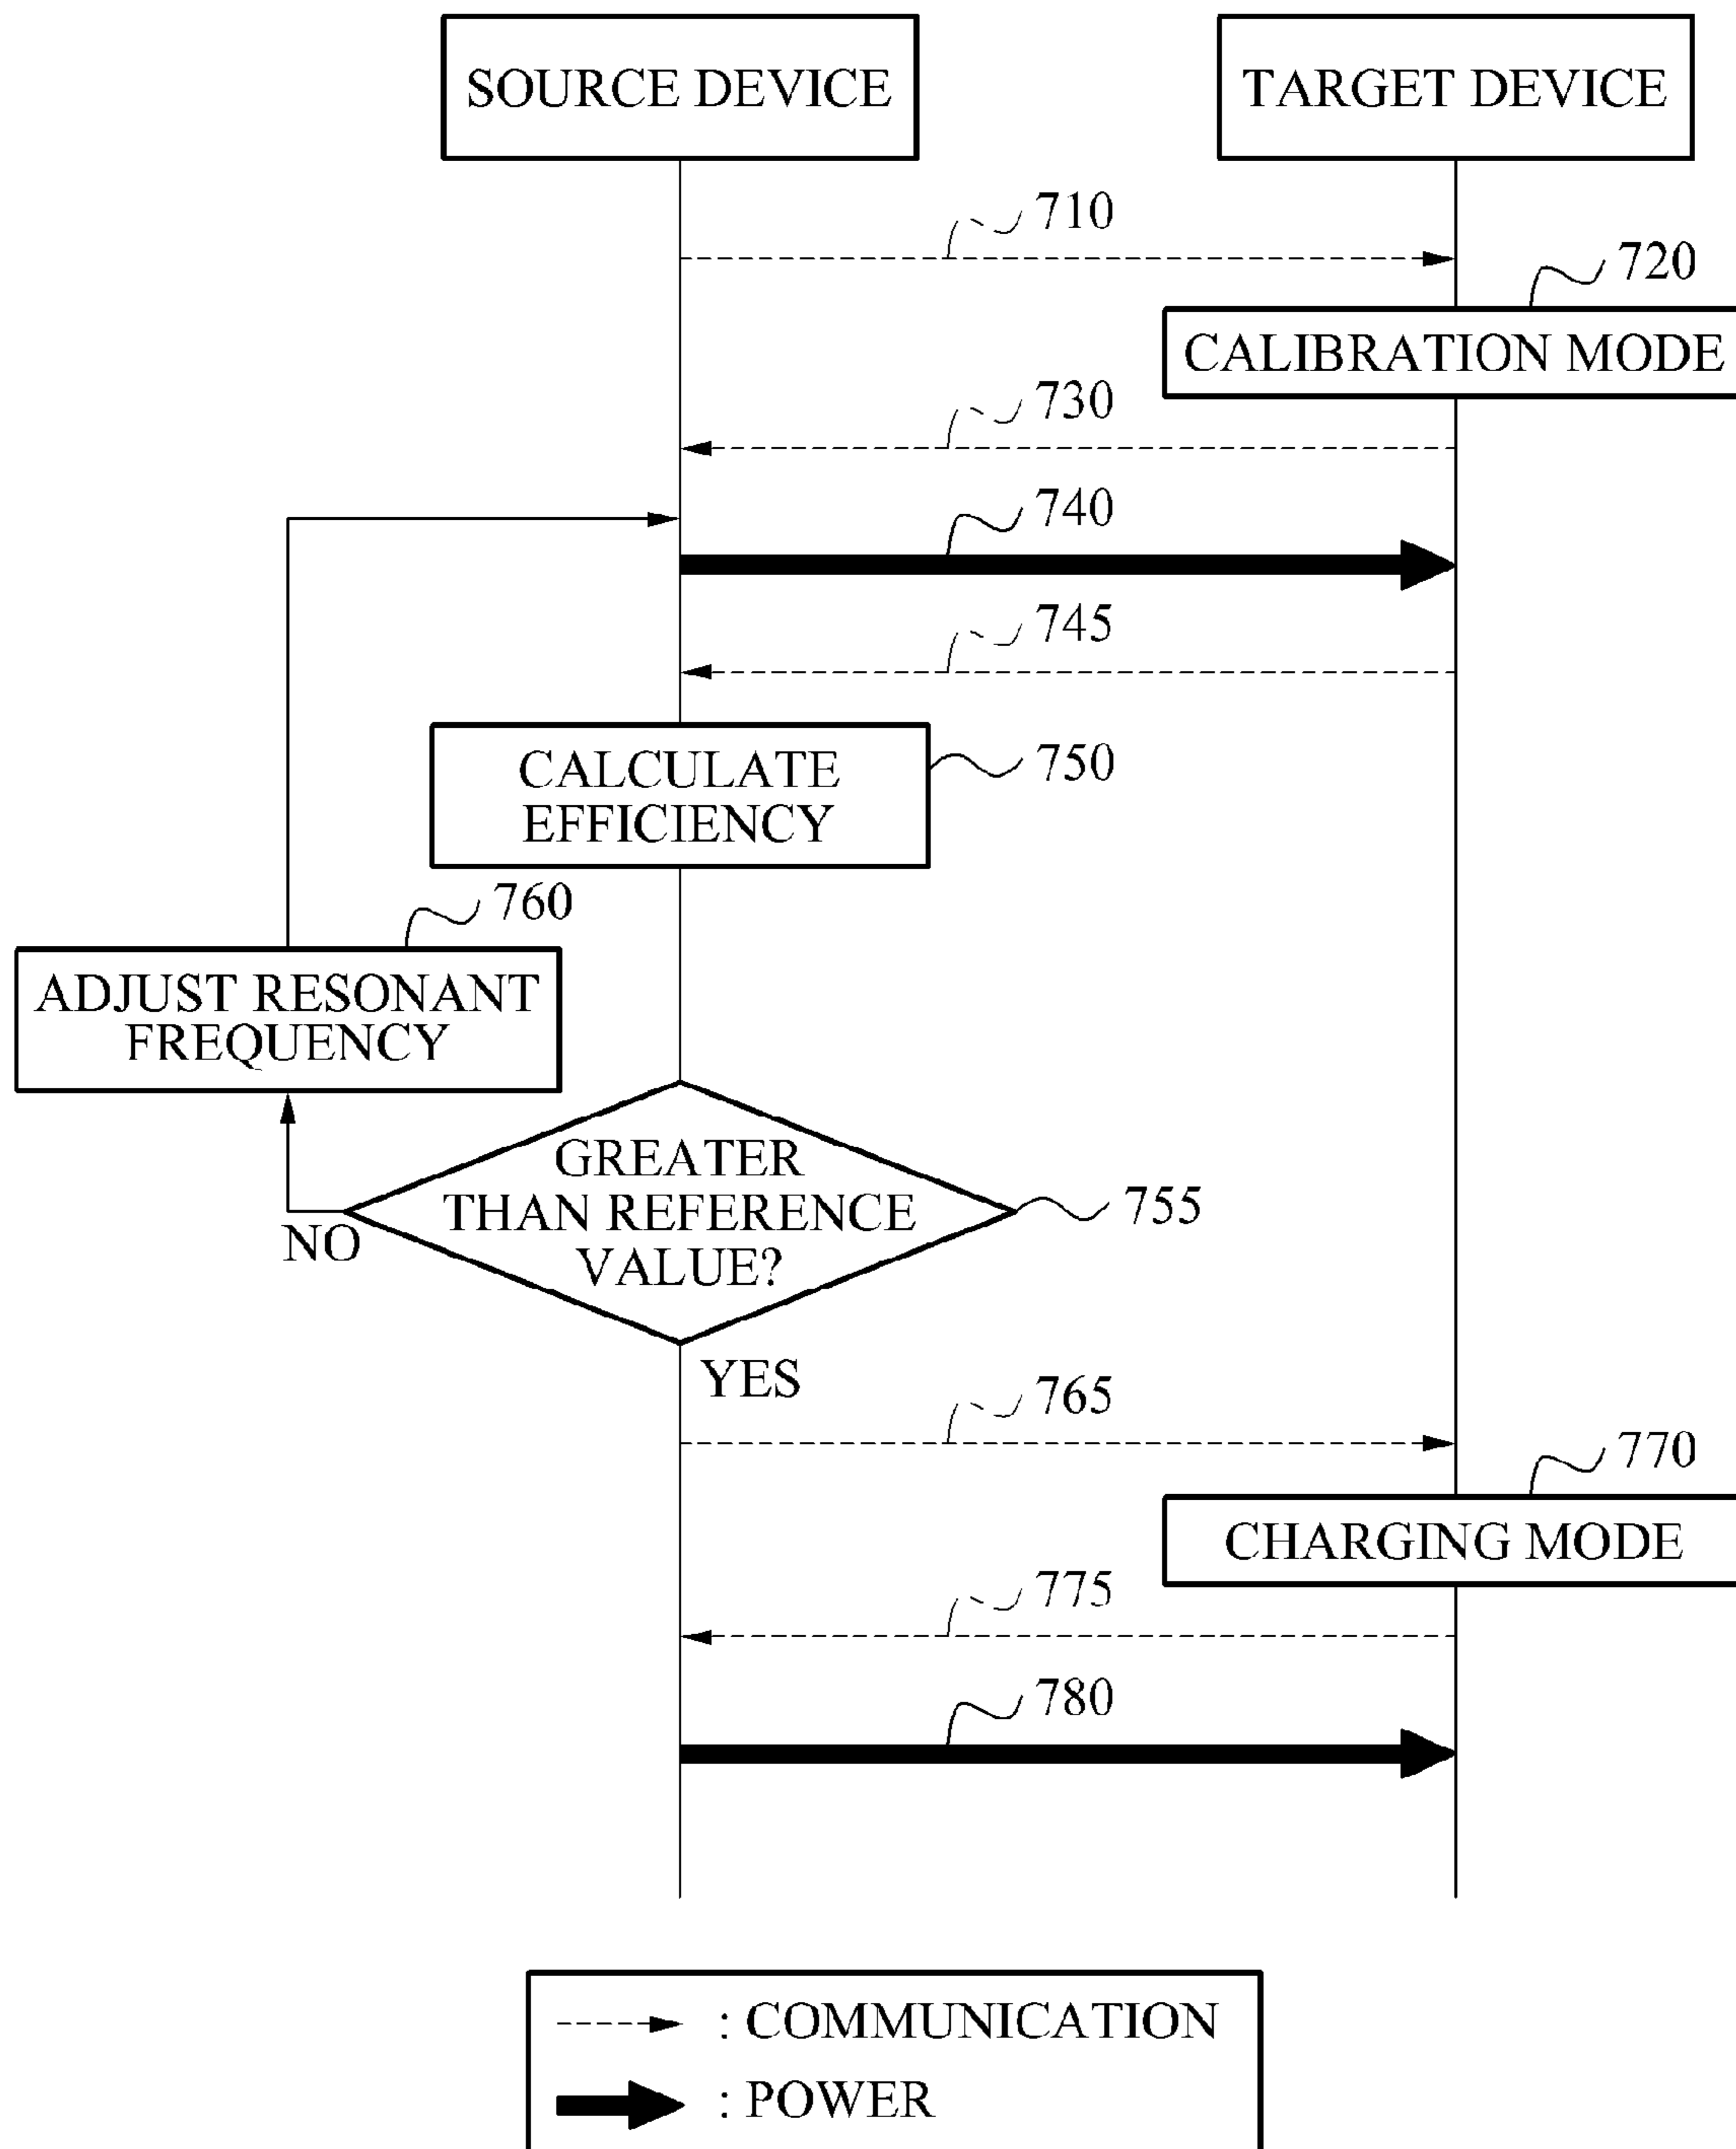 SOURCE DEVICE
TARGET DEVICE
710
720
CALIBRATION MODE
730
740
745
CALCULATE
EFFICIENCY
750
760
ADJUST RESONANT
FREQUENCY
GREATER
THAN REFERENCE
VALUE?
755
NO
YES
765
770
CHARGING MODE
775
780
: COMMUNICATION
: POWER